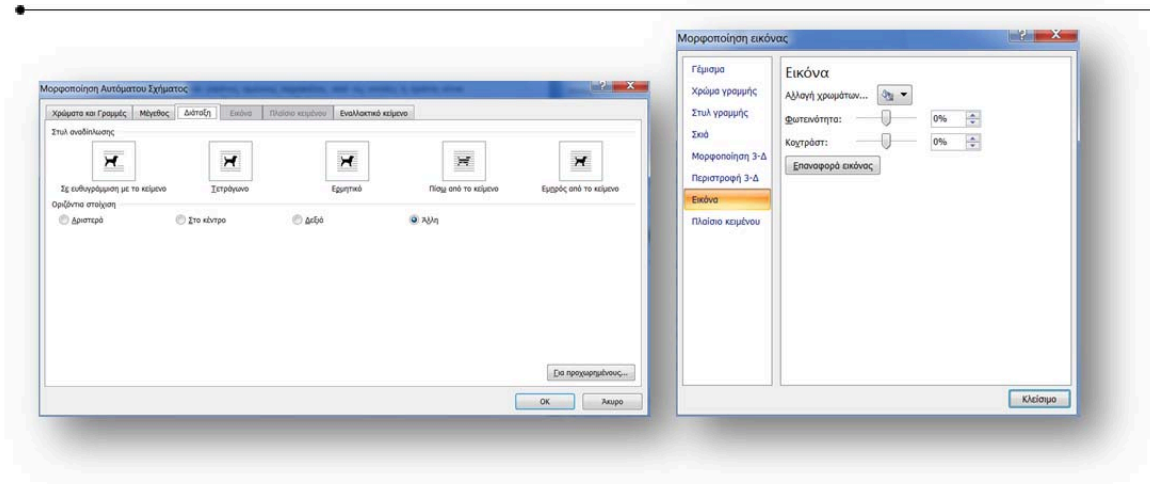 Μορφοποίηση Αυτόματου Σχήματος
Χρώματα και Γραμμές Μέγεθος Διάταξη Εικόνα Πλαίσιο κειμένου Εναλλακτικό κείμενο
Στυλ αναδίπλωσης
Σε ευθυγράμμιση με το κείμενο Τετράγωνο Ερμητικό Πίσω από το κείμενο Εμπρός από το κείμενο
Οριζόντια στοίχιση
Αριστερά Στο κέντρο Δεξιά Άλλη
Για προχωρημένους...
OK Άκυρο
Μορφοποίηση εικόνας
Γέμισμα
Χρώμα γραμμής
Στυλ γραμμής
Σκιά
Μορφοποίηση 3-Δ
Περιστροφή 3-Δ
Εικόνα
Πλαίσιο κειμένου
Εικόνα
Αλλαγή χρωμάτων...
Φωτεινότητα: 0%
Κοντράστ: 0%
Επαναφορά εικόνας
Κλείσιμο